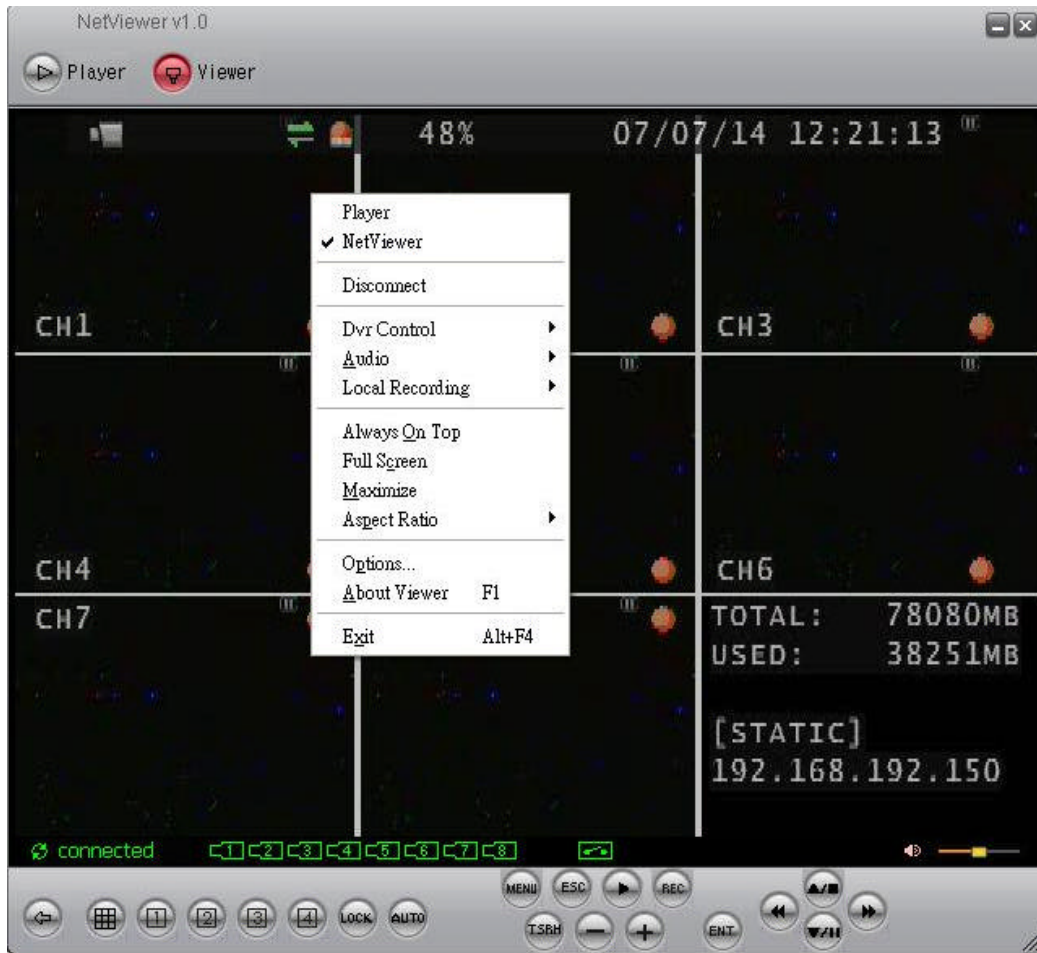 NetViewer v1.0
Player Viewer
48% 07/07/14 12:21:13
Player
NetViewer
Disconnect
Dvr Control
Audio
Local Recording
Always On Top
Full Screen
Maximize
Aspect Ratio
Options...
About Viewer F1
Exit Alt+F4
CH1
CH3
CH4
CH6
CH7
TOTAL: 78080MB
USED: 38251MB
[STATIC]
192.168.192.150
connected 1 2 3 4 5 6 7 8
MENU ESC REC
1 2 3 4 LOCK AUTO
TSRH ENT